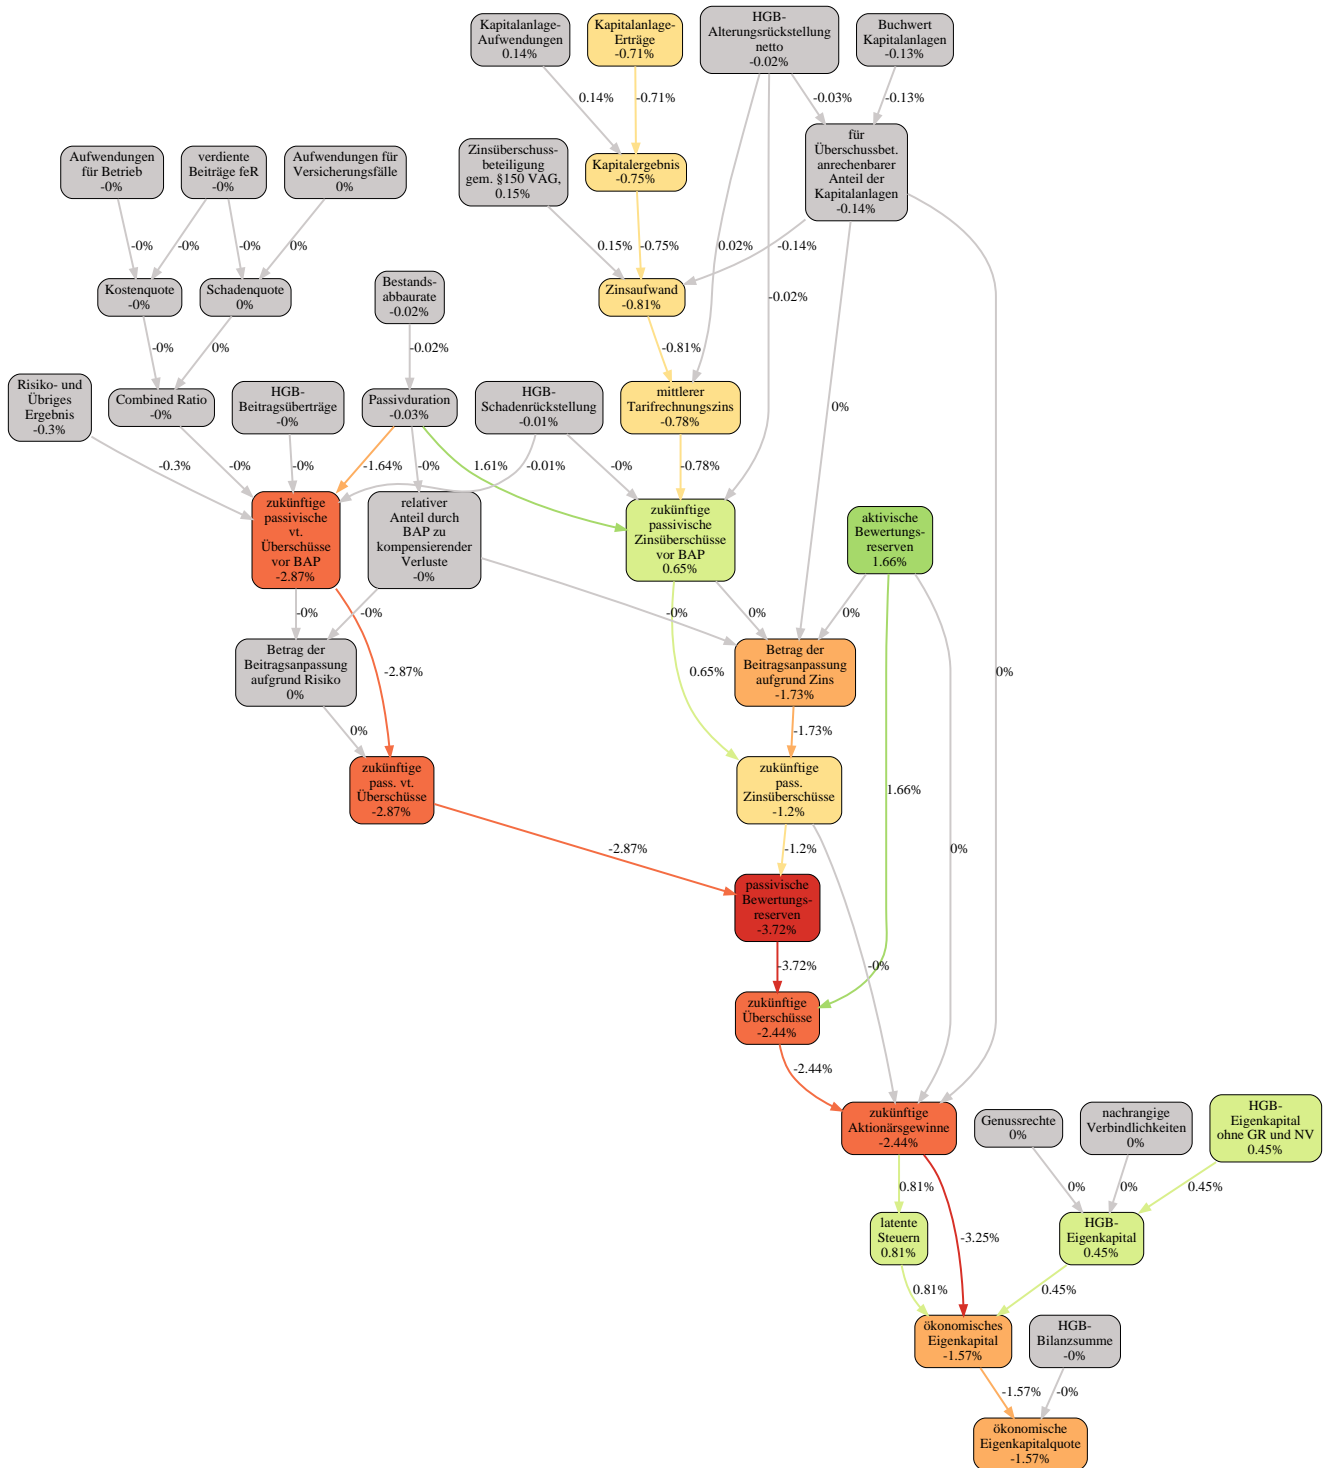 Kapitalanlage-
Aufwendungen
0.14%
Kapitalanlage-
Erträge
-0.71%
HGB-
Alterungsrückstellung
netto
-0.02%
Buchwert
Kapitalanlagen
-0.13%
0.14%
-0.71%
-0.03%
-0.13%
Aufwendungen
für Betrieb
-0%
verdiente
Beiträge feR
-0%
Aufwendungen für
Versicherungsfälle
0%
Zinsüberschuss-
beteiligung
gem. §150 VAG,
0.15%
Kapitalergebnis
-0.75%
für
Überschussbet.
anrechenbarer
Anteil der
Kapitalanlagen
-0.14%
-0%
-0%
-0%
0%
0.15%
-0.75%
0.02%
-0.14%
Kostenquote
-0%
Schadenquote
0%
Bestands-
abbaurate
-0.02%
Zinsaufwand
-0.81%
-0.02%
-0%
0%
-0.02%
-0.81%
Risiko- und
Übriges
Ergebnis
-0.3%
Combined Ratio
-0%
HGB-
Beitragsüberträge
-0%
Passivduration
-0.03%
HGB-
Schadenrückstellung
-0.01%
mittlerer
Tarifrechnungszins
-0.78%
0%
-0.3%
-0%
-0%
-1.64%
-0%
1.61%
-0.01%
-0%
-0.78%
zukünftige
passivische
vt.
Überschüsse
vor BAP
-2.87%
relativer
Anteil durch
BAP zu
kompensierender
Verluste
-0%
zukünftige
passivische
Zinsüberschüsse
vor BAP
0.65%
aktivische
Bewertungs-
reserven
1.66%
-0%
-0%
-0%
0%
0%
Betrag der
Beitragsanpassung
aufgrund Risiko
0%
-2.87%
0.65%
Betrag der
Beitragsanpassung
aufgrund Zins
-1.73%
0%
0%
-1.73%
zukünftige
pass. vt.
Überschüsse
-2.87%
zukünftige
pass.
Zinsüberschüsse
-1.2%
1.66%
-2.87%
-1.2%
0%
passivische
Bewertungs-
reserven
-3.72%
-3.72%
-0%
zukünftige
Überschüsse
-2.44%
-2.44%
zukünftige
Aktionärsgewinne
-2.44%
Genussrechte
0%
nachrangige
Verbindlichkeiten
0%
HGB-
Eigenkapital
ohne GR und NV
0.45%
0.81%
0%
0%
0.45%
latente
Steuern
0.81%
-3.25%
HGB-
Eigenkapital
0.45%
0.81%
0.45%
ökonomisches
Eigenkapital
-1.57%
HGB-
Bilanzsumme
-0%
-1.57%
-0%
ökonomische
Eigenkapitalquote
-1.57%